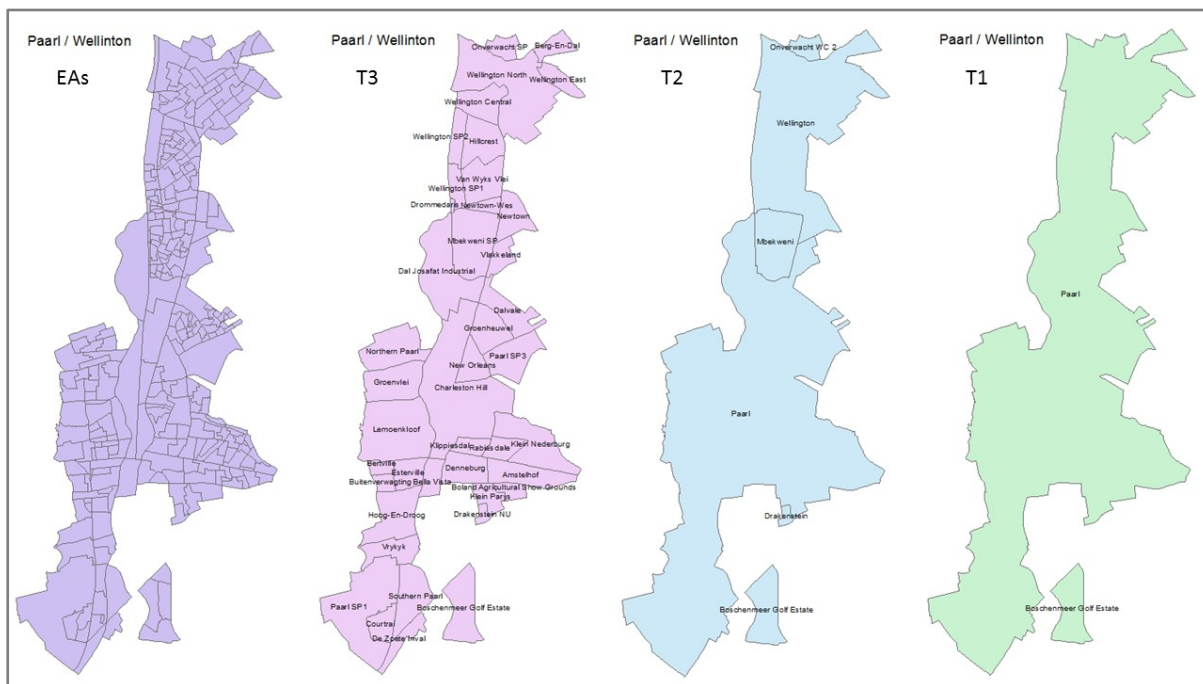 Paarl / Wellinton
EAs
Paarl / Wellinton
T3
Onverwacht SP
Berg-En-Dal
Wellington North
Wellington East
Wellington Central
Wellington SP2
Hillcrest
Van Wyks Vlei
Wellington SP1
Drommedaris
Newtown-Wes
Newtown
Mbekweni SP
Vlakkeland
Dal Josafat Industrial
Dalvale
Groenheuwel
Northern Paarl
Paarl SP3
New Orleans
Groenvlei
Charleston Hill
Lemoenkloof
Klippiesdal
Rabiesdale
Klein Nederburg
Bertville
Esterville
Denneburg
Amstelhof
Buitenverwagting
Bella Vista
Boland Agricultural Show Grounds
Klein Parys
Hoog-En-Droog
Drakenstein NU
Vrykyk
Southern Paarl
Paarl SP1
Boschenmeer Golf Estate
Courtrai
De Zoete Inval
Paarl / Wellinton
T2
Onverwacht WC 2
Wellington
Mbekweni
Paarl
Drakenstein
Boschenmeer Golf Estate
Paarl / Wellinton
T1
Paarl
Boschenmeer Golf Estate